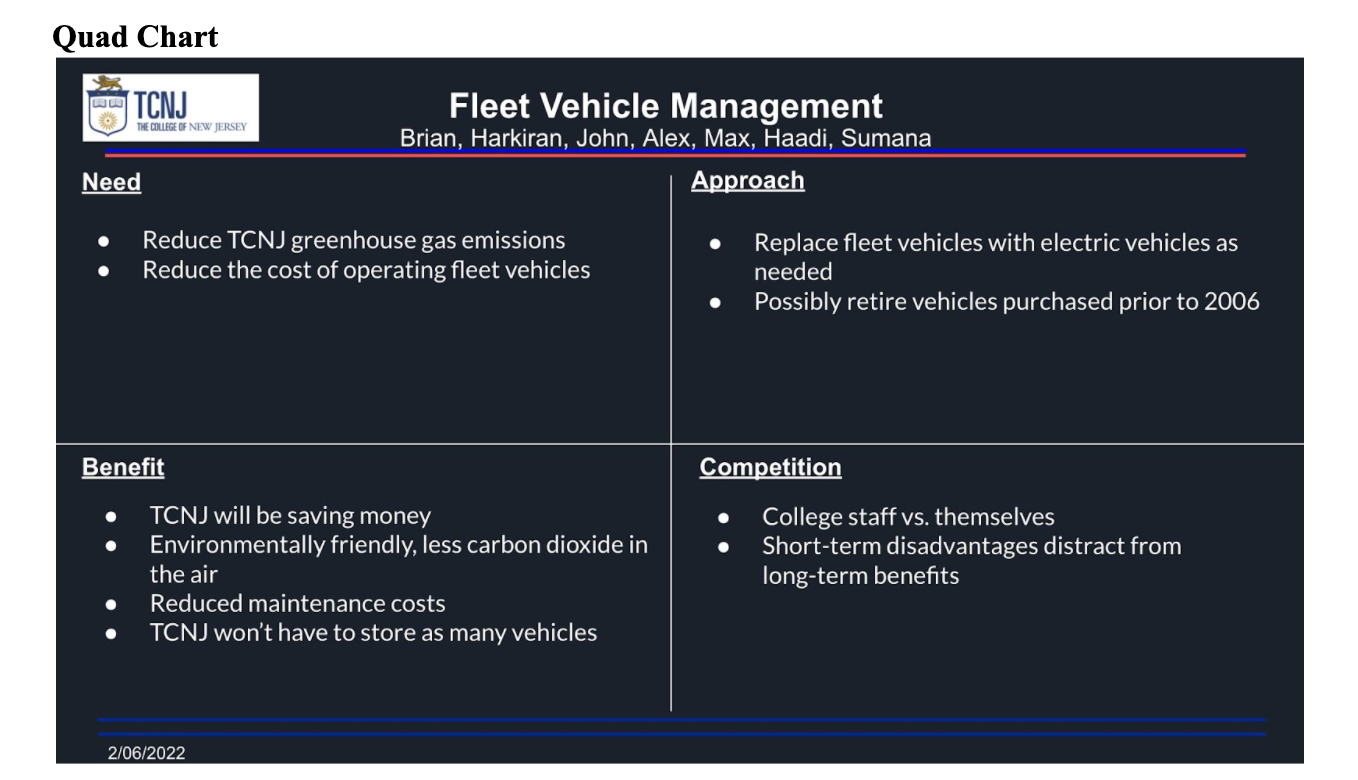 Quad Chart
TCNJ
THE COLLEGE OF NEW JERSEY
Fleet Vehicle Management
Brian, Harkiran, John, Alex, Max, Haadi, Sumana
Need
● Reduce TCNJ greenhouse gas emissions
● Reduce the cost of operating fleet vehicles
Approach
● Replace fleet vehicles with electric vehicles as
needed
● Possibly retire vehicles purchased prior to 2006
Benefit
● TCNJ will be saving money
● Environmentally friendly, less carbon dioxide in
the air
● Reduced maintenance costs
● TCNJ won’t have to store as many vehicles
Competition
● College staff vs. themselves
● Short-term disadvantages distract from
long-term benefits
2/06/2022